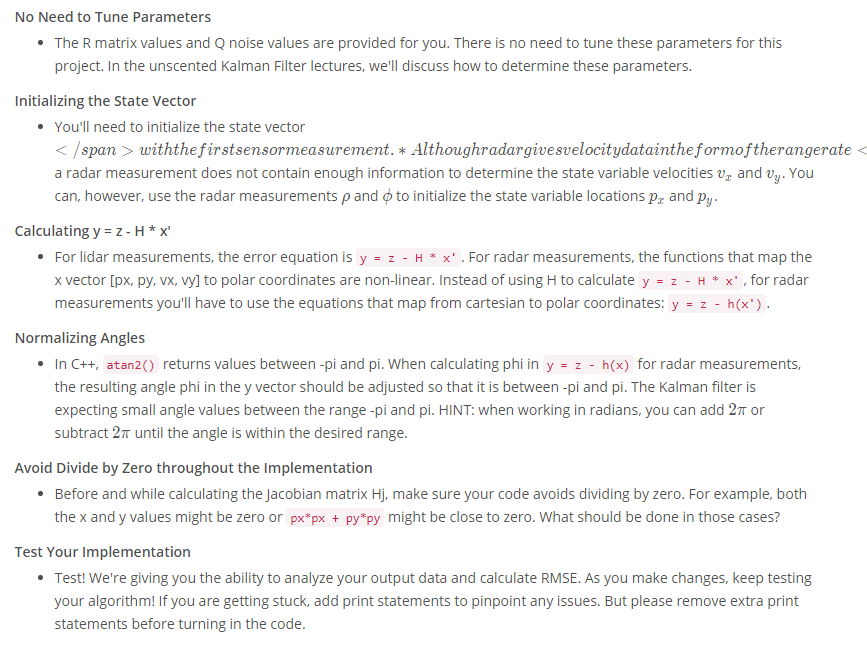 No Need to Tune Parameters
• The R matrix values and Q noise values are provided for you. There is no need to tune these parameters for this
project. In the unscented Kalman Filter lectures, we'll discuss how to determine these parameters.
Initializing the State Vector
• You'll need to initialize the state vector
< /span > withthefirstsensormeasurement. * Althoughradargivesvelocitydataintheformoftherangerate <
a radar measurement does not contain enough information to determine the state variable velocities vₓ and v_y. You
can, however, use the radar measurements ρ and ϕ to initialize the state variable locations pₓ and p_y.
Calculating y = z - H * x'
• For lidar measurements, the error equation is y = z - H * x' . For radar measurements, the functions that map the
x vector [px, py, vx, vy] to polar coordinates are non-linear. Instead of using H to calculate y = z - H * x' , for radar
measurements you'll have to use the equations that map from cartesian to polar coordinates: y = z - h(x') .
Normalizing Angles
• In C++, atan2() returns values between -pi and pi. When calculating phi in y = z - h(x) for radar measurements,
the resulting angle phi in the y vector should be adjusted so that it is between -pi and pi. The Kalman filter is
expecting small angle values between the range -pi and pi. HINT: when working in radians, you can add 2π or
subtract 2π until the angle is within the desired range.
Avoid Divide by Zero throughout the Implementation
• Before and while calculating the Jacobian matrix Hj, make sure your code avoids dividing by zero. For example, both
the x and y values might be zero or px*px + py*py might be close to zero. What should be done in those cases?
Test Your Implementation
• Test! We're giving you the ability to analyze your output data and calculate RMSE. As you make changes, keep testing
your algorithm! If you are getting stuck, add print statements to pinpoint any issues. But please remove extra print
statements before turning in the code.